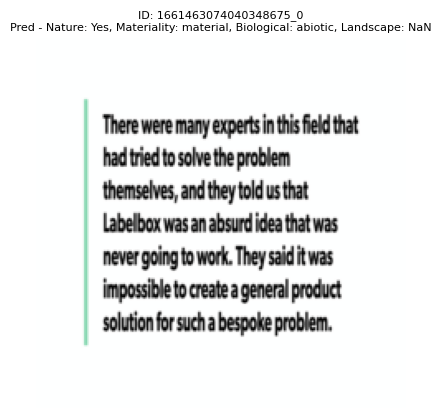 ID: 1661463074040348675_0
Pred - Nature: Yes, Materiality: material, Biological: abiotic, Landscape: NaN
There were many experts in this field that
had tried to solve the problem
themselves, and they told us that
Labelbox was an absurd idea that was
never going to work. They said it was
impossible to create a general product
solution for such a bespoke problem.